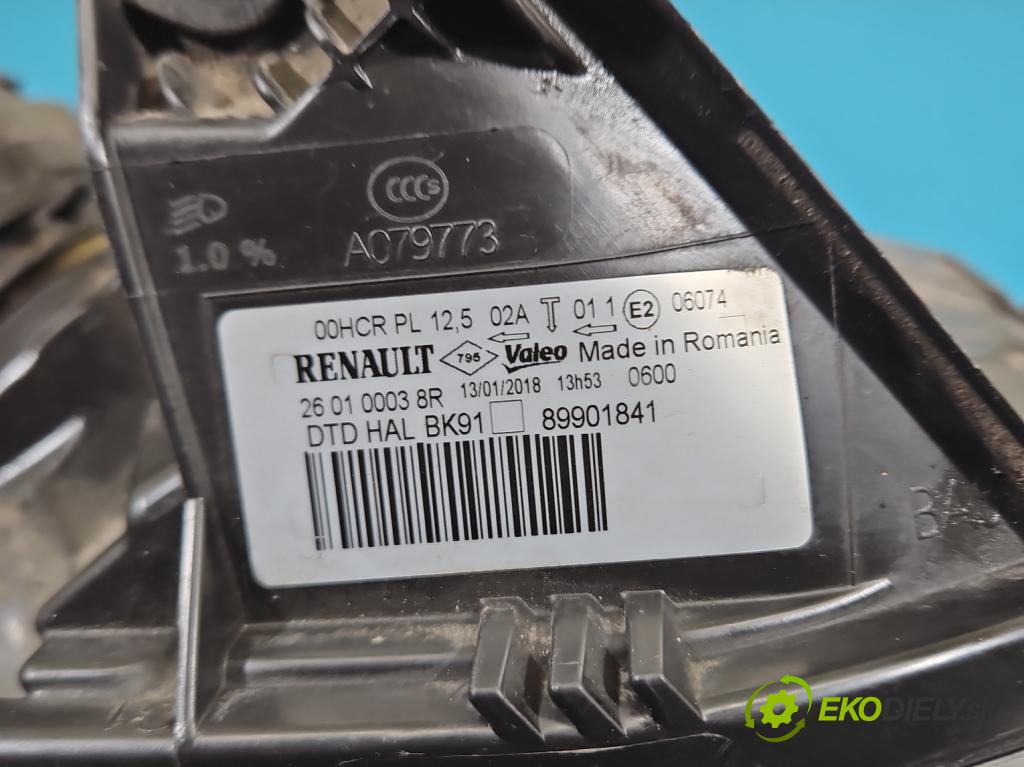 CCCs
1.0 %
A079773
00HCR PL 12,5 02A 01 1 E2 06074
RENAULT 795 Valeo Made in Romania
26 01 0003 8R 13/01/2018 13h53 0600
DTD HAL BK91 89901841
EKODIELY.sk